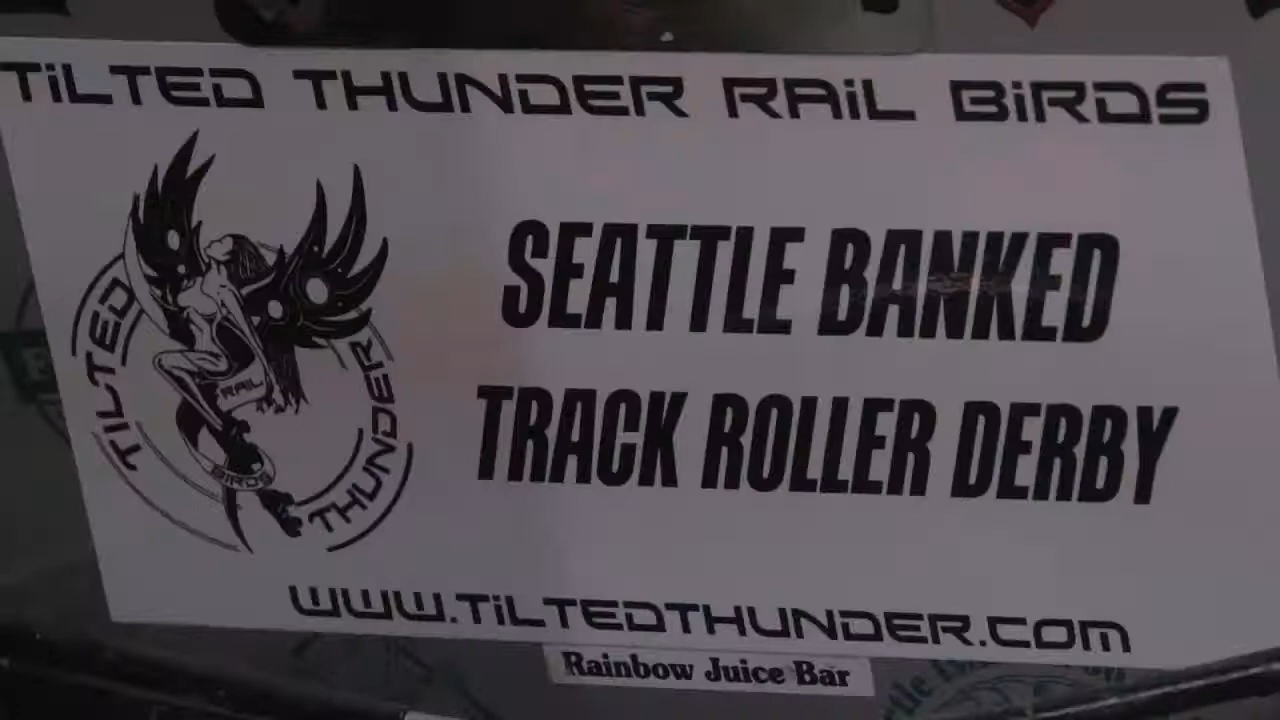 TiLTED THUNDER RAiL BiRDS
SEATTLE BANKED
TRACK ROLLER DERBY
TILTED
THUNDER
RAIL
BIRDS
WWW.TiLTEDTHUNDER.COM
Rainbow Juice Bar